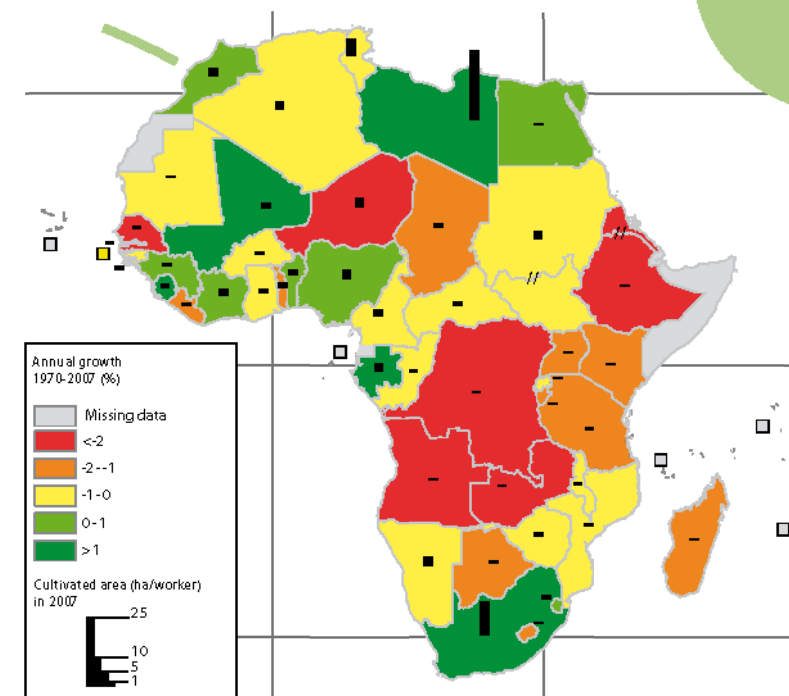 Annual growth
1970-2007 (%)
Missing data
<-2
-2--1
-1-0
0-1
>1
Cultivated area (ha/worker)
in 2007
25
10
5
1